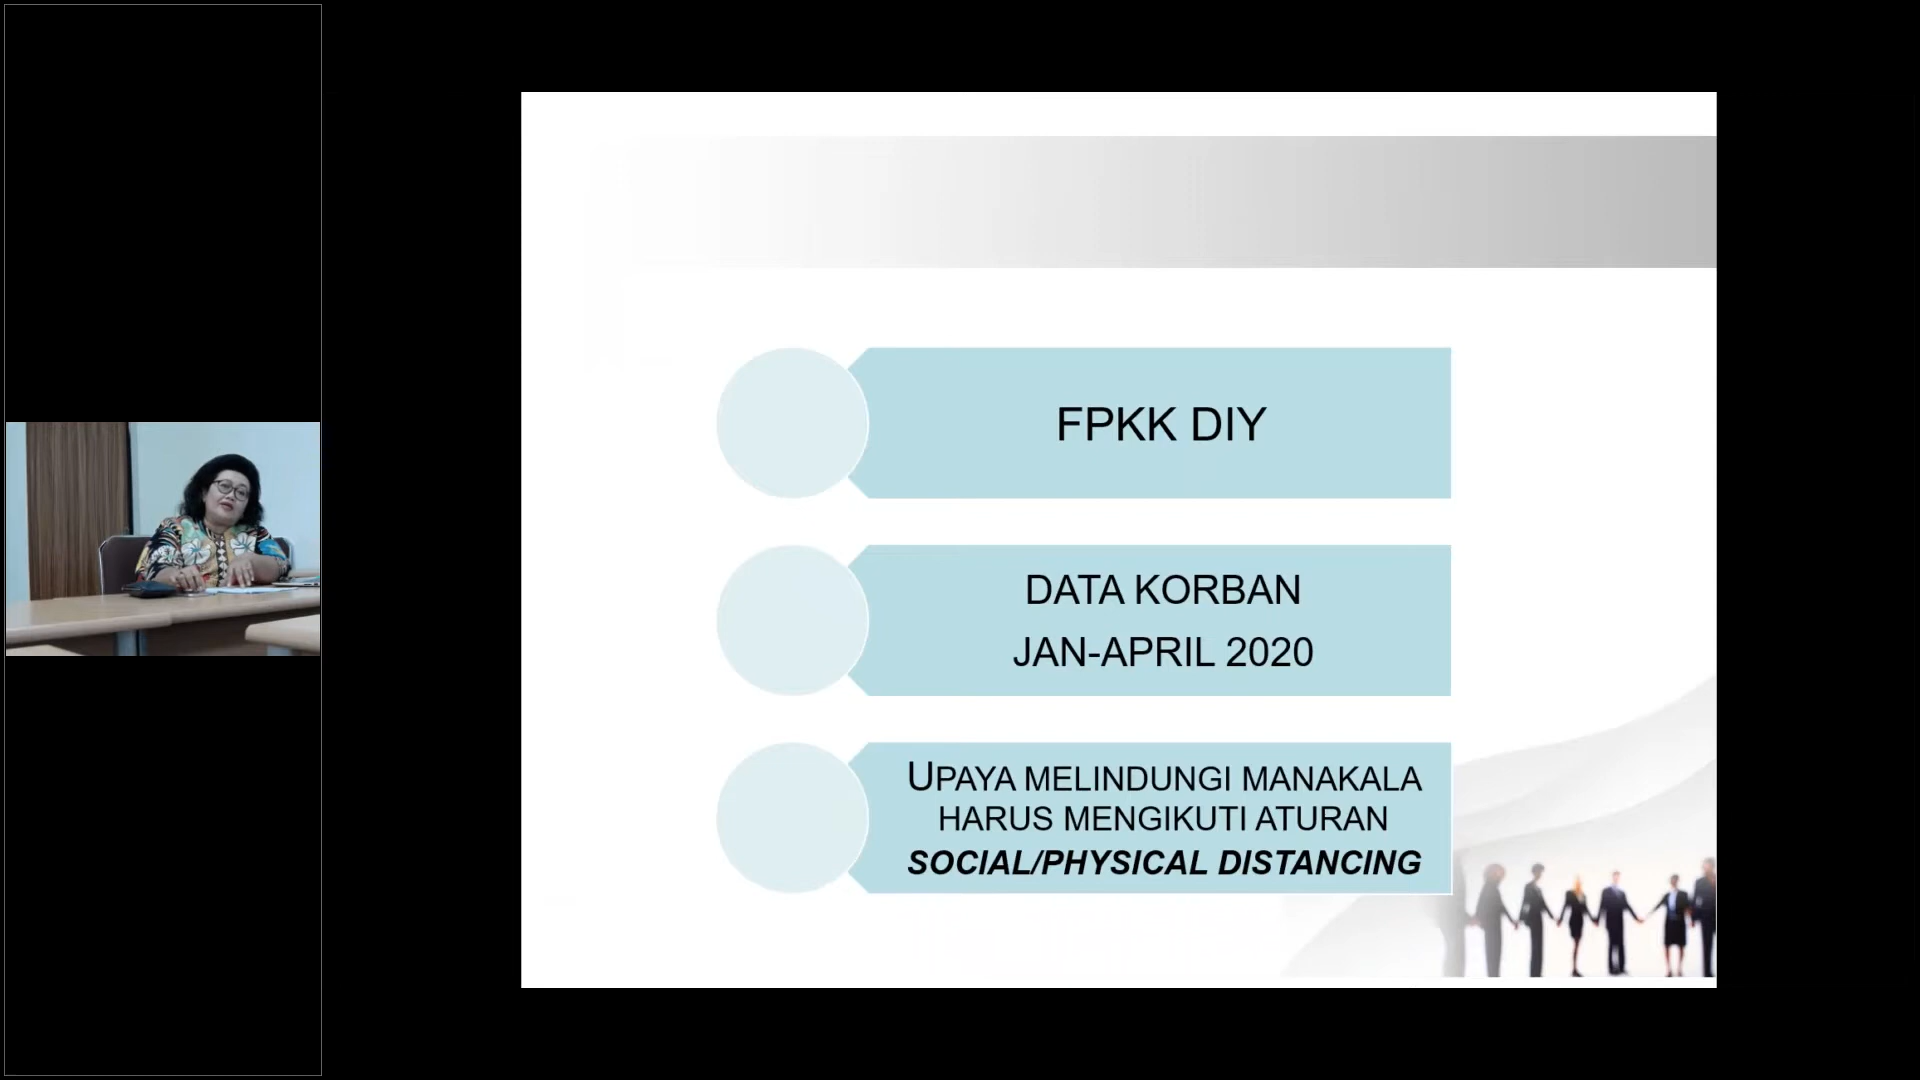 FPKK DIY
DATA KORBAN
JAN-APRIL 2020
UPAYA MELINDUNGI MANAKALA
HARUS MENGIKUTI ATURAN
SOCIAL/PHYSICAL DISTANCING